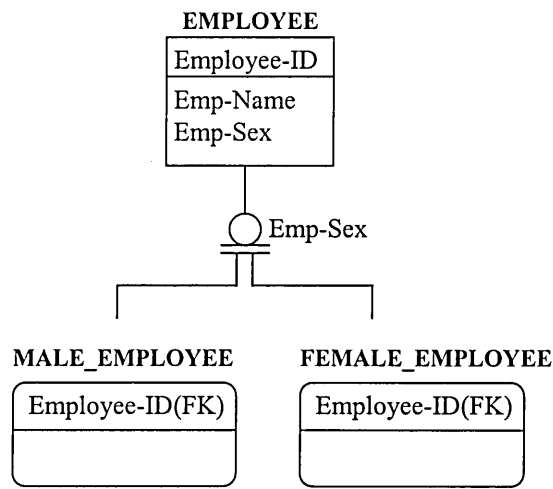 EMPLOYEE
Employee-ID
Emp-Name
Emp-Sex
Emp-Sex
MALE_EMPLOYEE
FEMALE_EMPLOYEE
Employee-ID(FK)
Employee-ID(FK)